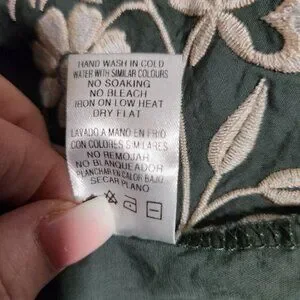 HAND WASH IN COLD
WATER WITH SIMILAR COLOURS
NO SOAKING
NO BLEACH
IRON ON LOW HEAT
DRY FLAT
LAVADO A MANO EN FRIO
CON COLORES SIMILARES
NO REMOJAR
NO BLANQUEADOR
PLANCHAR EN CALOR BAJO
SECAR PLANO